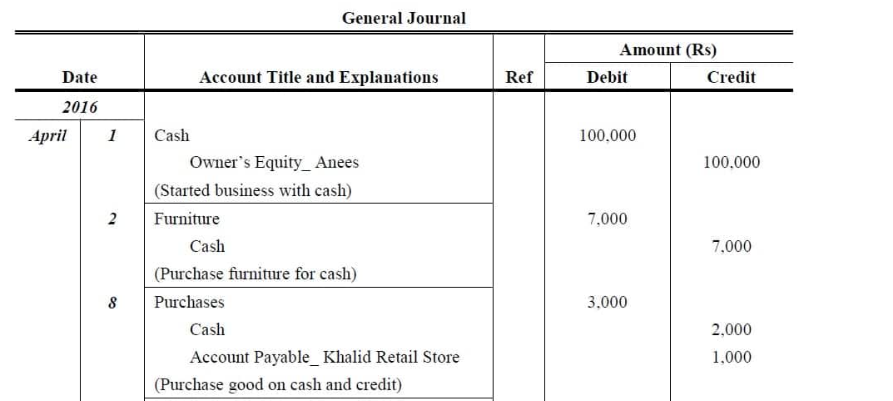 General Journal
Amount (Rs)
Date Account Title and Explanations Ref Debit Credit
2016
April 1 Cash 100,000
Owner's Equity_ Anees 100,000
(Started business with cash)
2 Furniture 7,000
Cash 7,000
(Purchase furniture for cash)
8 Purchases 3,000
Cash 2,000
Account Payable_ Khalid Retail Store 1,000
(Purchase good on cash and credit)